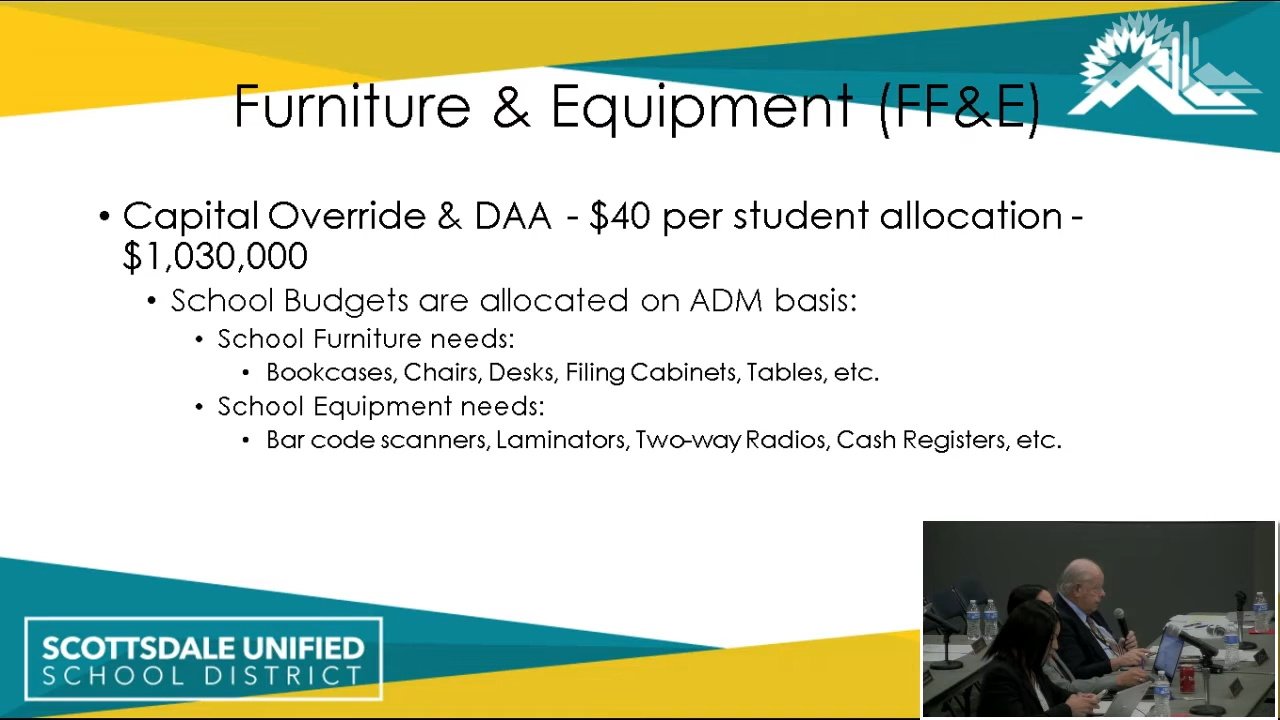 Furniture & Equipment (FF&E)
• Capital Override & DAA - $40 per student allocation -
$1,030,000
• School Budgets are allocated on ADM basis:
• School Furniture needs:
• Bookcases, Chairs, Desks, Filing Cabinets, Tables, etc.
• School Equipment needs:
• Bar code scanners, Laminators, Two-way Radios, Cash Registers, etc.
SCOTTSDALE UNIFIED
SCHOOL DISTRICT